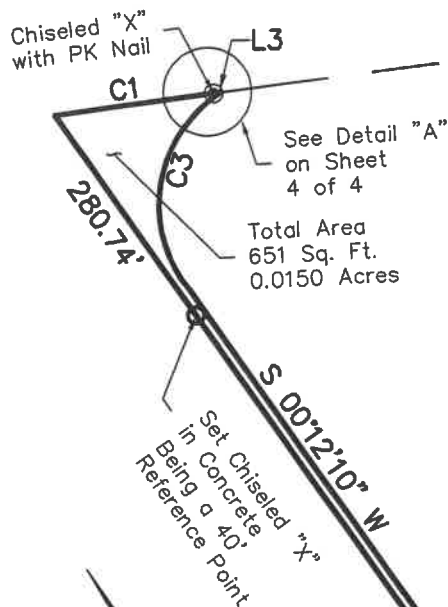 Chiseled "X"
with PK Nail
L3
C1
See Detail "A"
on Sheet
4 of 4
C3
280.74'
Total Area
651 Sq. Ft.
0.0150 Acres
S 00°12'10" W
Set Chiseled "X"
in Concrete
Being a 40'
Reference Point